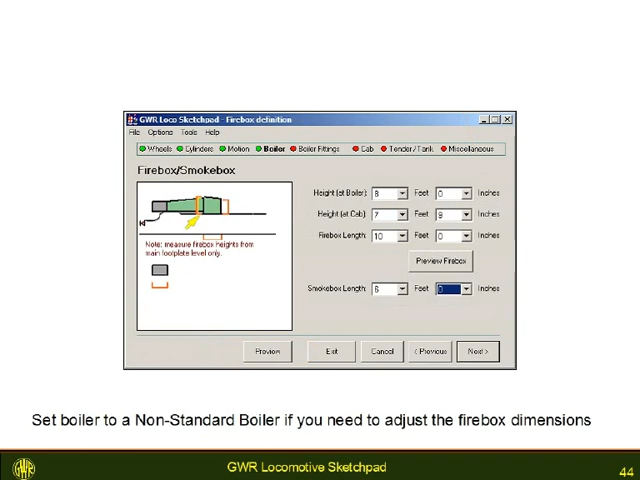 GWR Loco Sketchpad - Firebox definition
File Options Tools Help
Wheels Cylinders Motion Boiler Boiler Fittings Cab Tender/Tank Miscellaneous
Firebox/Smokebox
Height (at Boiler): 8 Feet 0 Inches
Height (at Cab): 7 Feet 9 Inches
Firebox Length: 10 Feet 0 Inches
Note: measure firebox heights from
main footplate level only.
Preview Firebox
Smokebox Length: 6 Feet 0 Inches
Preview Exit Cancel < Previous Next >
Set boiler to a Non-Standard Boiler if you need to adjust the firebox dimensions
GWR GWR Locomotive Sketchpad 44